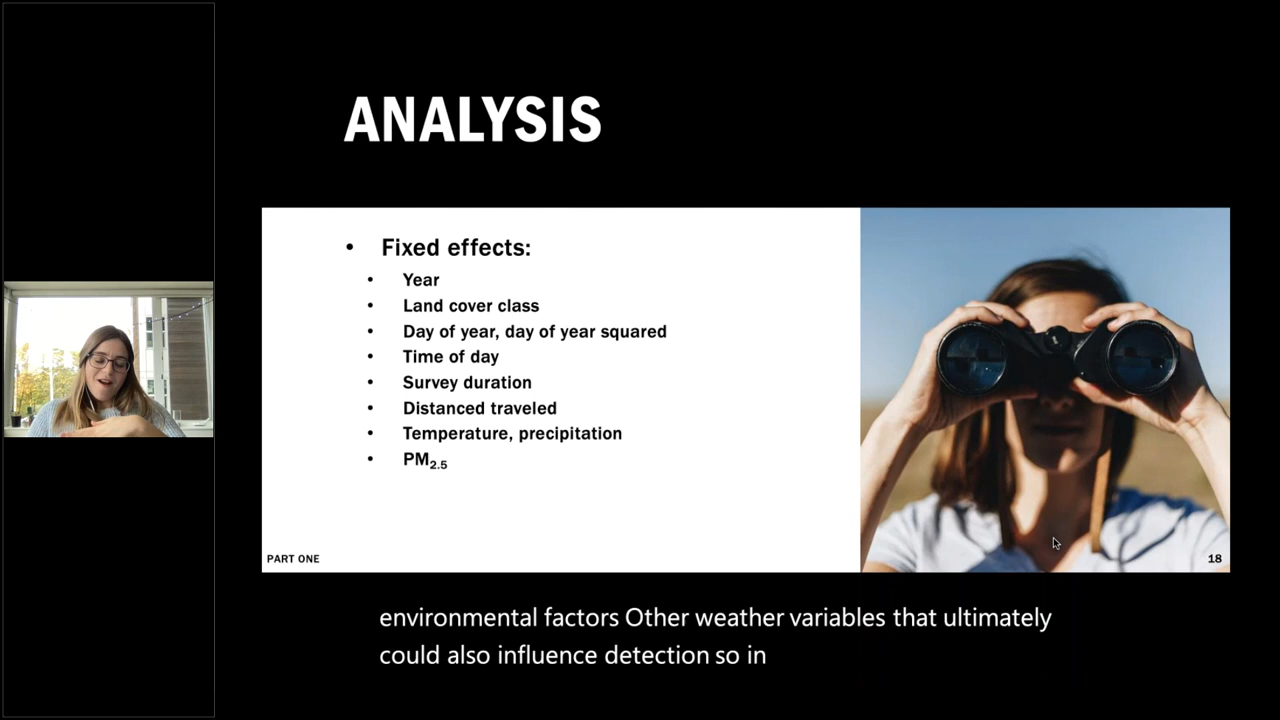 ANALYSIS
• Fixed effects:
• Year
• Land cover class
• Day of year, day of year squared
• Time of day
• Survey duration
• Distanced traveled
• Temperature, precipitation
• PM2.5
PART ONE
18
environmental factors Other weather variables that ultimately
could also influence detection so in